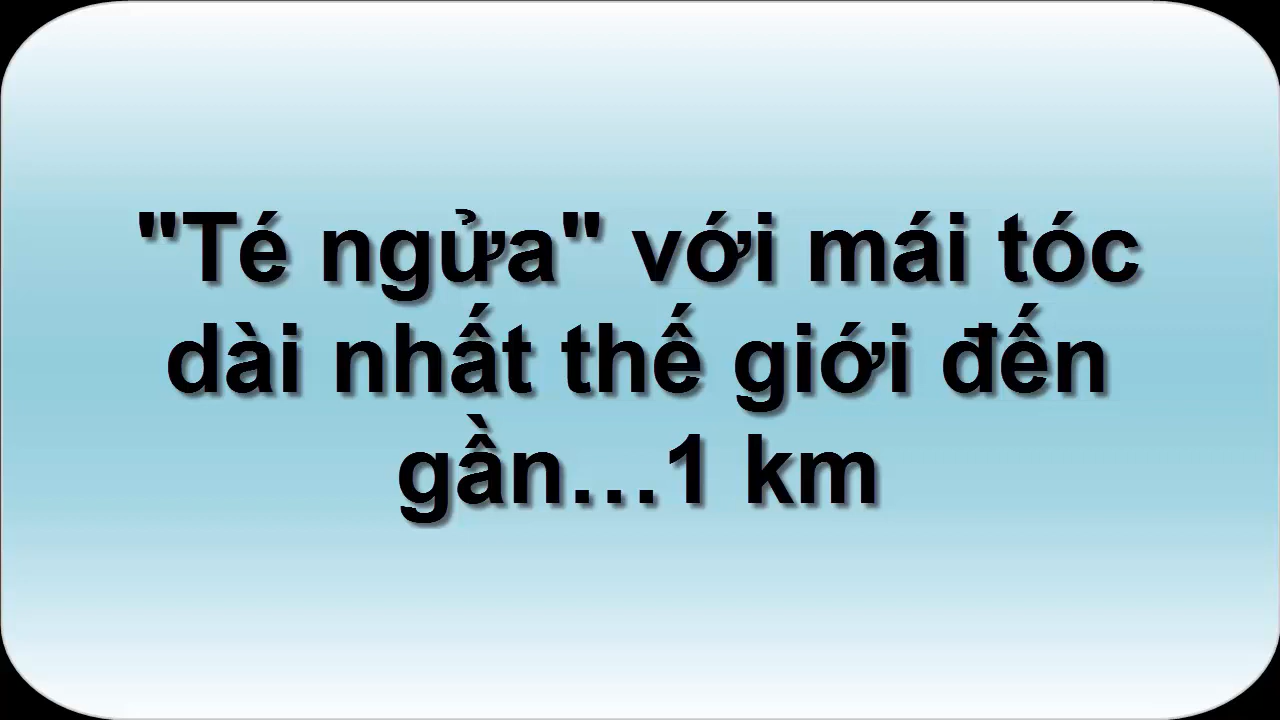 "Té ngửa" với mái tóc
dài nhất thế giới đến
gần...1 km